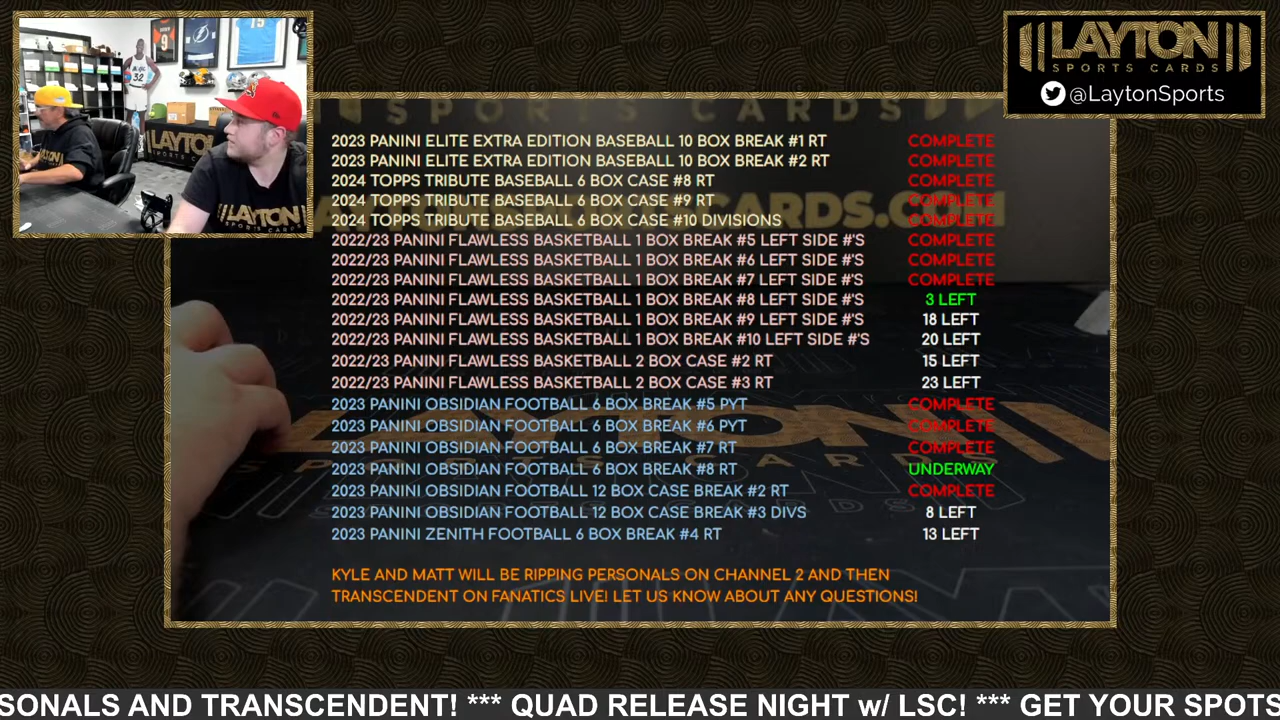 LAYTON
SPORTS CARDS
@LaytonSports
2023 PANINI ELITE EXTRA EDITION BASEBALL 10 BOX BREAK #1 RT COMPLETE
2023 PANINI ELITE EXTRA EDITION BASEBALL 10 BOX BREAK #2 RT COMPLETE
2024 TOPPS TRIBUTE BASEBALL 6 BOX CASE #8 RT COMPLETE
2024 TOPPS TRIBUTE BASEBALL 6 BOX CASE #9 RT COMPLETE
2024 TOPPS TRIBUTE BASEBALL 6 BOX CASE #10 DIVISIONS COMPLETE
2022/23 PANINI FLAWLESS BASKETBALL 1 BOX BREAK #5 LEFT SIDE #'S COMPLETE
2022/23 PANINI FLAWLESS BASKETBALL 1 BOX BREAK #6 LEFT SIDE #'S COMPLETE
2022/23 PANINI FLAWLESS BASKETBALL 1 BOX BREAK #7 LEFT SIDE #'S COMPLETE
2022/23 PANINI FLAWLESS BASKETBALL 1 BOX BREAK #8 LEFT SIDE #'S 3 LEFT
2022/23 PANINI FLAWLESS BASKETBALL 1 BOX BREAK #9 LEFT SIDE #'S 18 LEFT
2022/23 PANINI FLAWLESS BASKETBALL 1 BOX BREAK #10 LEFT SIDE #'S 20 LEFT
2022/23 PANINI FLAWLESS BASKETBALL 2 BOX CASE #2 RT 15 LEFT
2022/23 PANINI FLAWLESS BASKETBALL 2 BOX CASE #3 RT 23 LEFT
2023 PANINI OBSIDIAN FOOTBALL 6 BOX BREAK #5 PYT COMPLETE
2023 PANINI OBSIDIAN FOOTBALL 6 BOX BREAK #6 PYT COMPLETE
2023 PANINI OBSIDIAN FOOTBALL 6 BOX BREAK #7 RT COMPLETE
2023 PANINI OBSIDIAN FOOTBALL 6 BOX BREAK #8 RT UNDERWAY
2023 PANINI OBSIDIAN FOOTBALL 12 BOX CASE BREAK #2 RT COMPLETE
2023 PANINI OBSIDIAN FOOTBALL 12 BOX CASE BREAK #3 DIVS 8 LEFT
2023 PANINI ZENITH FOOTBALL 6 BOX BREAK #4 RT 13 LEFT
KYLE AND MATT WILL BE RIPPING PERSONALS ON CHANNEL 2 AND THEN
TRANSCENDENT ON FANATICS LIVE! LET US KNOW ABOUT ANY QUESTIONS!
SONALS AND TRANSCENDENT! *** QUAD RELEASE NIGHT w/ LSC! *** GET YOUR SPOTS